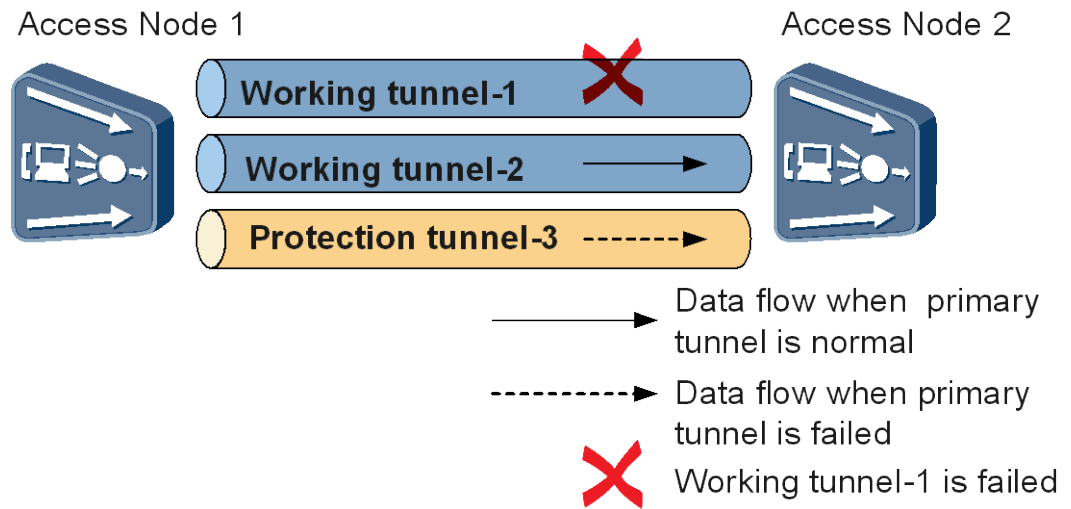 Access Node 1
Access Node 2
Working tunnel-1
Working tunnel-2
Protection tunnel-3
Data flow when primary
tunnel is normal
Data flow when primary
tunnel is failed
Working tunnel-1 is failed